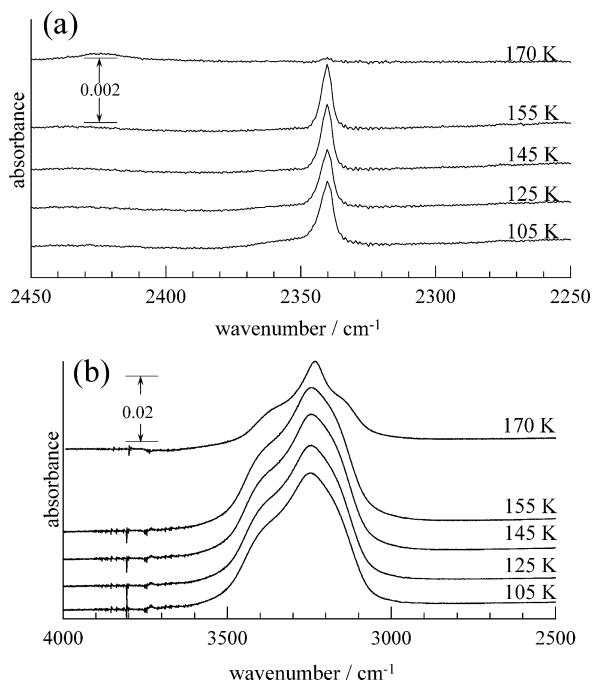 (a)
170 K
0.002
155 K
145 K
125 K
105 K
absorbance
2450 2400 2350 2300 2250
wavenumber / cm-1
(b)
0.02
170 K
155 K
145 K
125 K
105 K
absorbance
4000 3500 3000 2500
wavenumber / cm-1